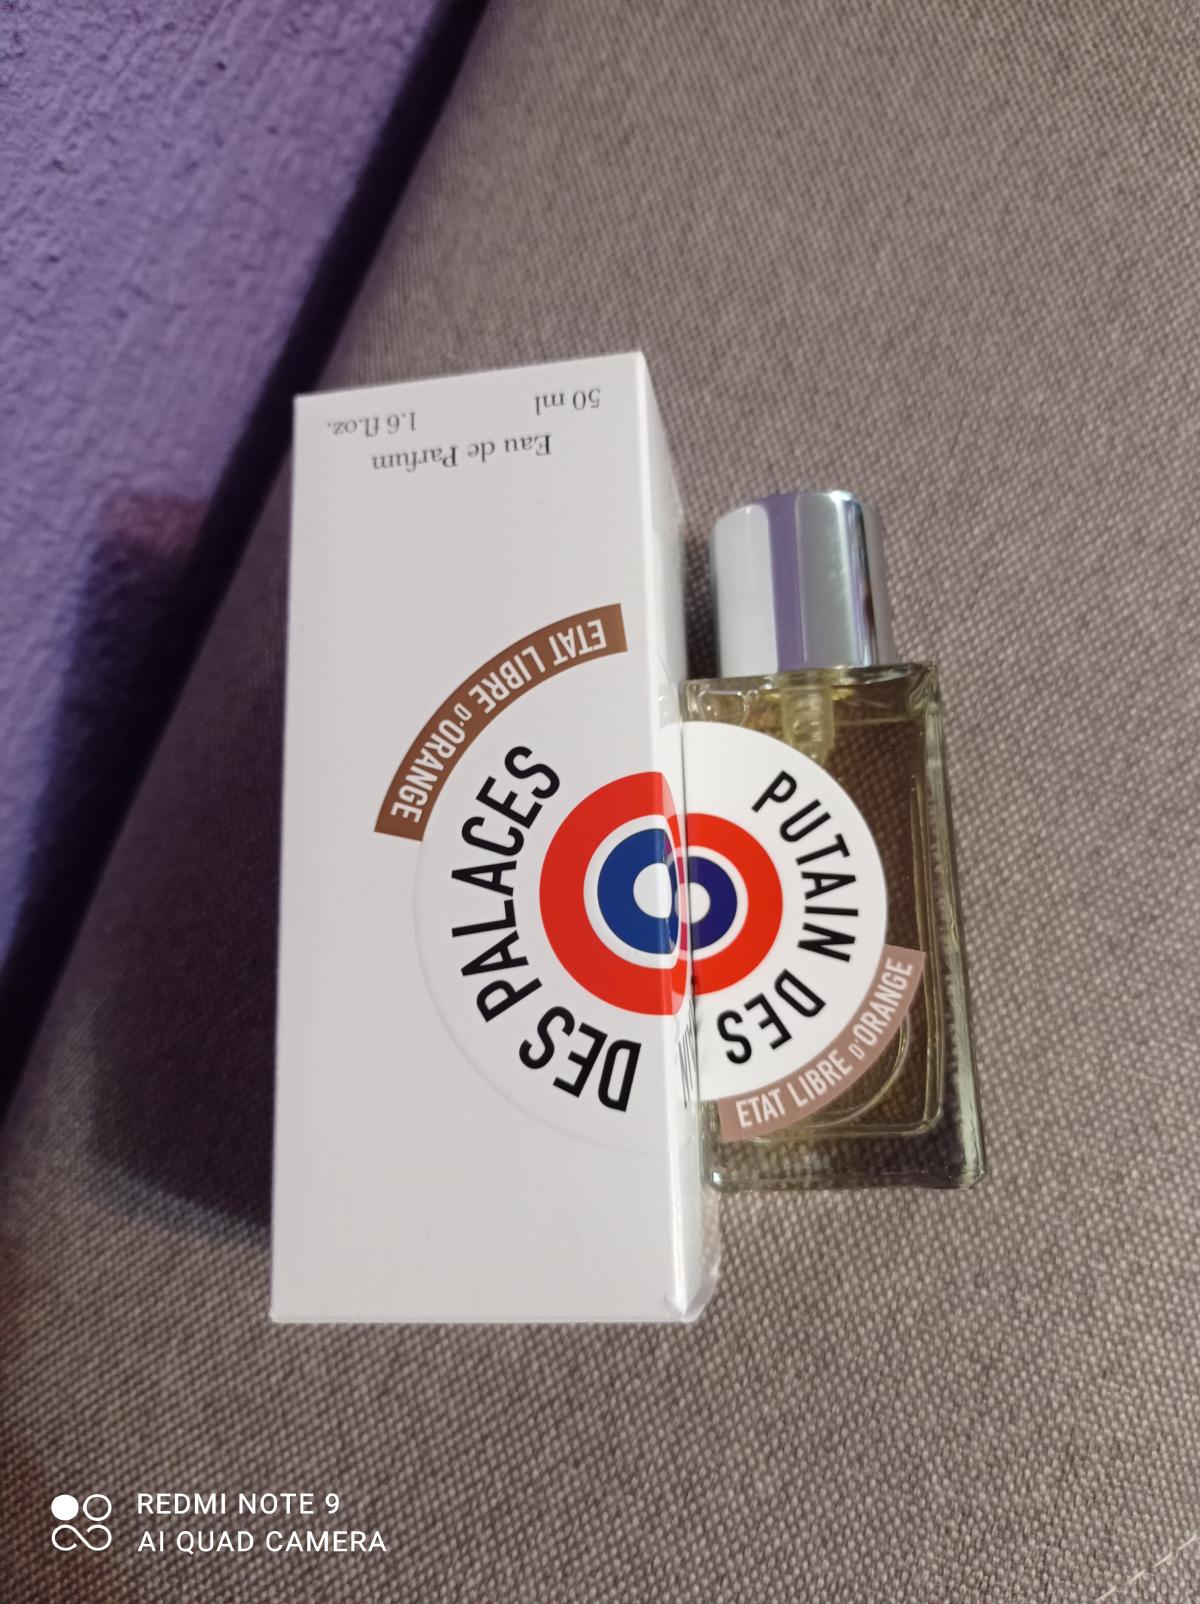 50 ml
1.6 fl.oz.
Eau de Parfum
ETAT LIBRE D'ORANGE
DES PALACES
PUTAIN DES
ETAT LIBRE D'ORANGE
REDMI NOTE 9
AI QUAD CAMERA